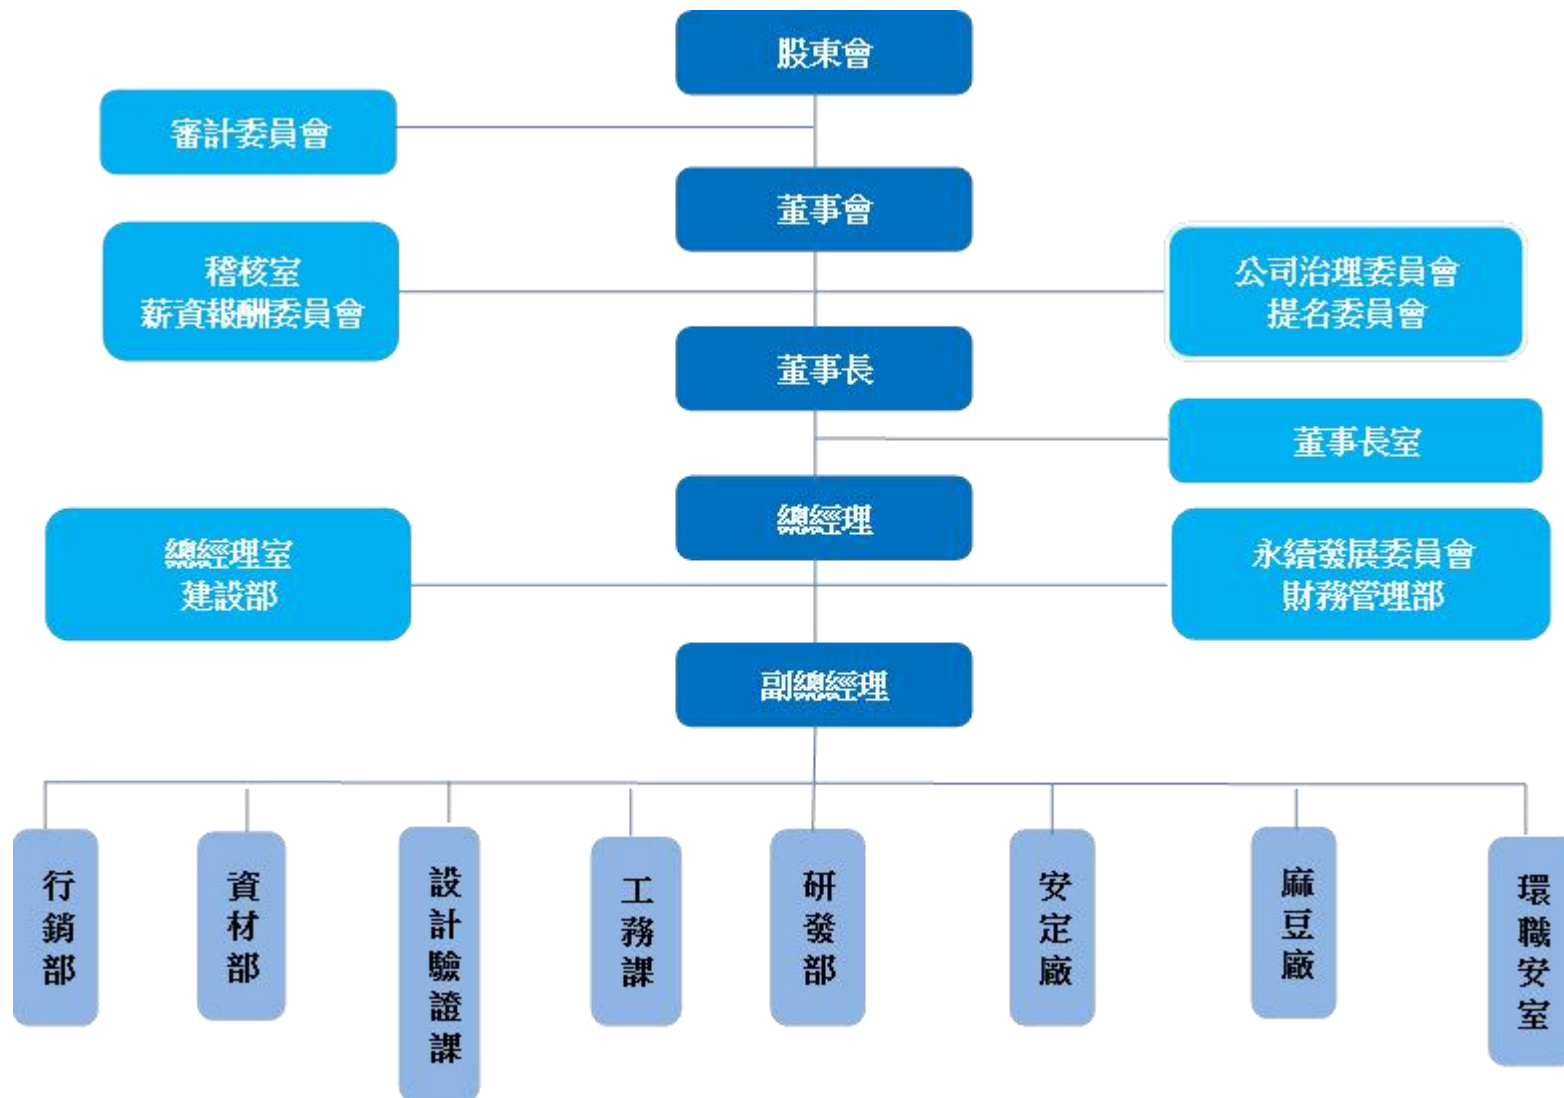 股東會
審計委員會
董事會
稽核室
薪資報酬委員會
公司治理委員會
提名委員會
董事長
董事長室
總經理
總經理室
建設部
永續發展委員會
財務管理部
副總經理
行銷部
資材部
設計驗證課
工務課
研發部
安定廠
麻豆廠
環職安室